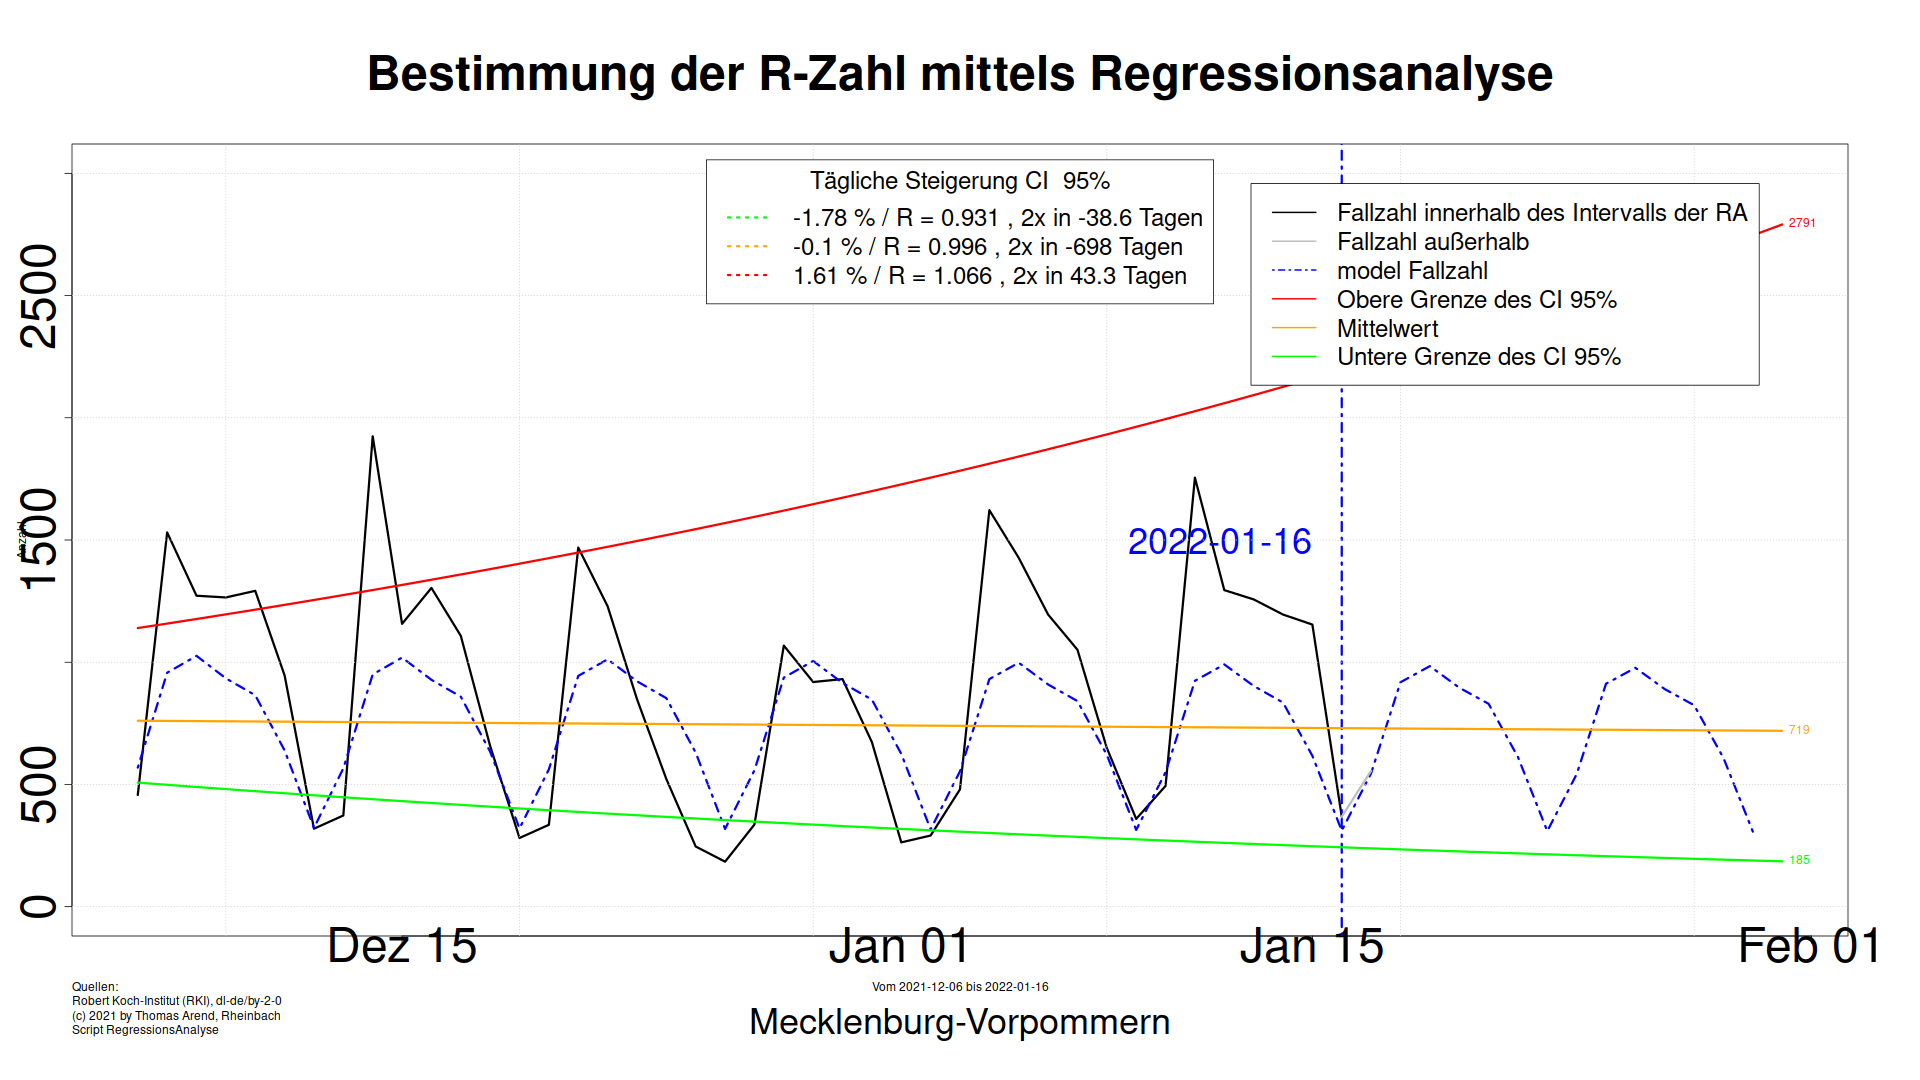 Bestimmung der R-Zahl mittels Regressionsanalyse
Tägliche Steigerung CI  95%
-1.78 % / R = 0.931 , 2x in -38.6 Tagen
-0.1 % / R = 0.996 , 2x in -698 Tagen
1.61 % / R = 1.066 , 2x in 43.3 Tagen
Fallzahl innerhalb des Intervalls der RA
Fallzahl außerhalb
model Fallzahl
Obere Grenze des CI 95%
Mittelwert
Untere Grenze des CI 95%
2791
2500
1500
500
0
Anzahl
2022-01-16
719
185
Dez 15
Jan 01
Jan 15
Feb 01
Quellen:
Robert Koch-Institut (RKI), dl-de/by-2-0
(c) 2021 by Thomas Arend, Rheinbach
Script RegressionsAnalyse
Vom 2021-12-06 bis 2022-01-16
Mecklenburg-Vorpommern